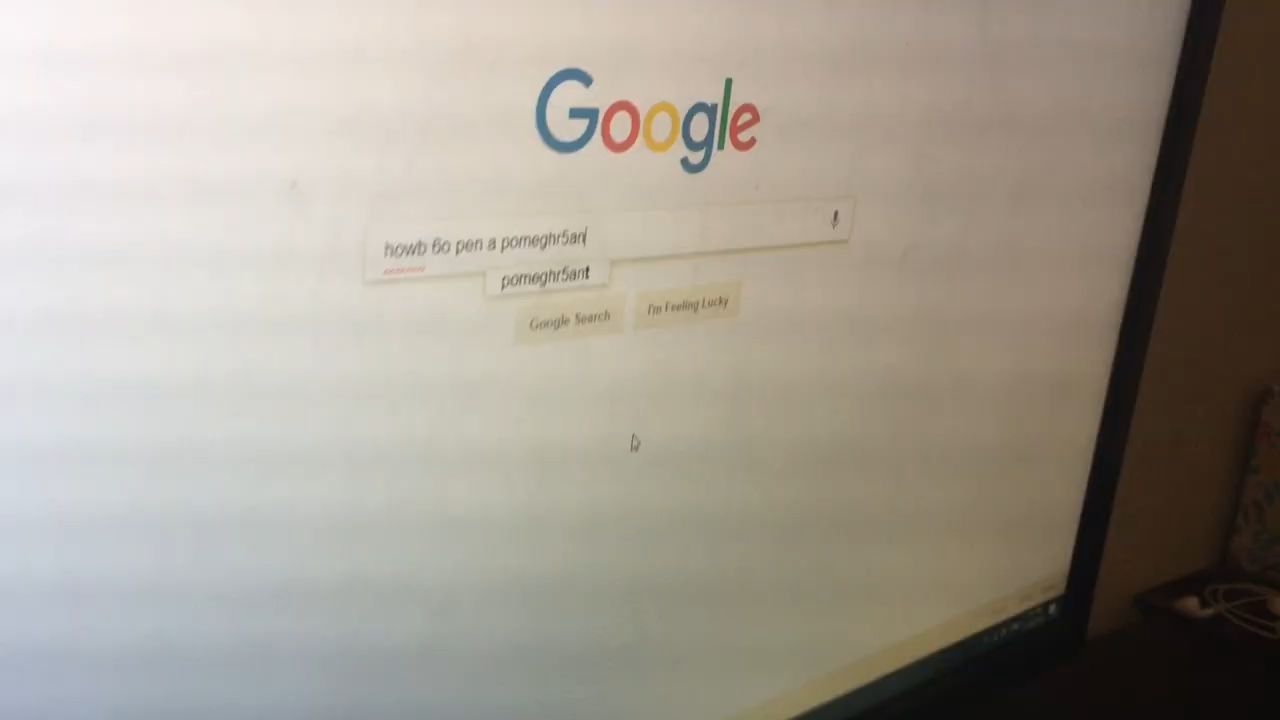 Google
howb 6o pen a pomeghr5an
pomeghr5ant
Google Search
I'm Feeling Lucky